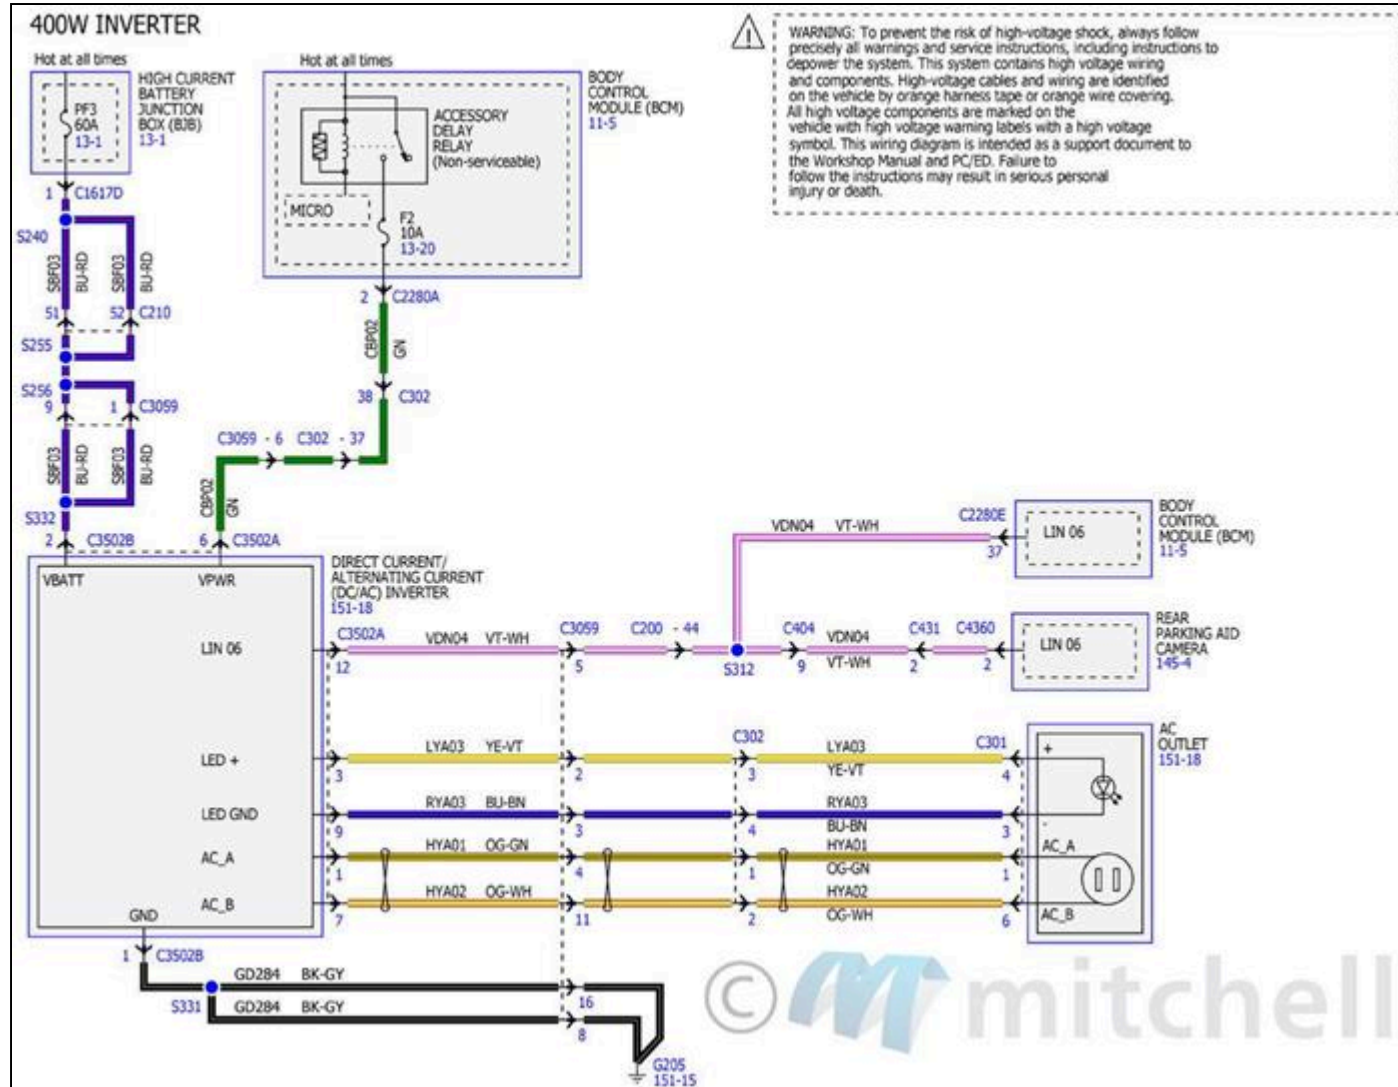 400W INVERTER
Hot at all times
PF3
60A
13-1
HIGH CURRENT
BATTERY
JUNCTION
BOX (BJB)
13-1
1 C1617D
S240
SBF03 BU-RD SBF03 BU-RD
51 52 C210
S255
S256
9 1 C3059
SBF03 BU-RD SBF03 BU-RD
S332
2 C3502B
Hot at all times
ACCESSORY
DELAY
RELAY
(Non-serviceable)
MICRO
F2
10A
13-20
BODY
CONTROL
MODULE (BCM)
11-5
2 C2280A
CBP02 GN
38 C302
C3059 - 6 C302 - 37
CBP02 GN
6 C3502A
WARNING: To prevent the risk of high-voltage shock, always follow
precisely all warnings and service instructions, including instructions to
depower the system. This system contains high voltage wiring
and components. High-voltage cables and wiring are identified
on the vehicle by orange harness tape or orange wire covering.
All high voltage components are marked on the
vehicle with high voltage warning labels with a high voltage
symbol. This wiring diagram is intended as a support document to
the Workshop Manual and PC/ED. Failure to
follow the instructions may result in serious personal
injury or death.
VBATT VPWR
DIRECT CURRENT/
ALTERNATING CURRENT
(DC/AC) INVERTER
151-18
VDN04 VT-WH C2280E
37
LIN 06
BODY
CONTROL
MODULE (BCM)
11-5
LIN 06
C3502A VDN04 VT-WH C3059 C200 - 44 C404 VDN04 C431 C4360
12 5 S312 9 VT-WH 2 2
LIN 06
REAR
PARKING AID
CAMERA
145-4
LED +
LYA03 YE-VT C302 LYA03 C301
3 2 3 YE-VT 4
+
AC
OUTLET
151-18
LED GND
RYA03 BU-BN RYA03
9 3 4 BU-BN 3
-
AC_A
HYA01 OG-GN HYA01
1 4 1 OG-GN 1
AC_A
AC_B
HYA02 OG-WH HYA02
7 11 2 OG-WH 6
AC_B
GND
1 C3502B
GD284 BK-GY
16
S331
GD284 BK-GY
8
G205
151-15
© mitchell